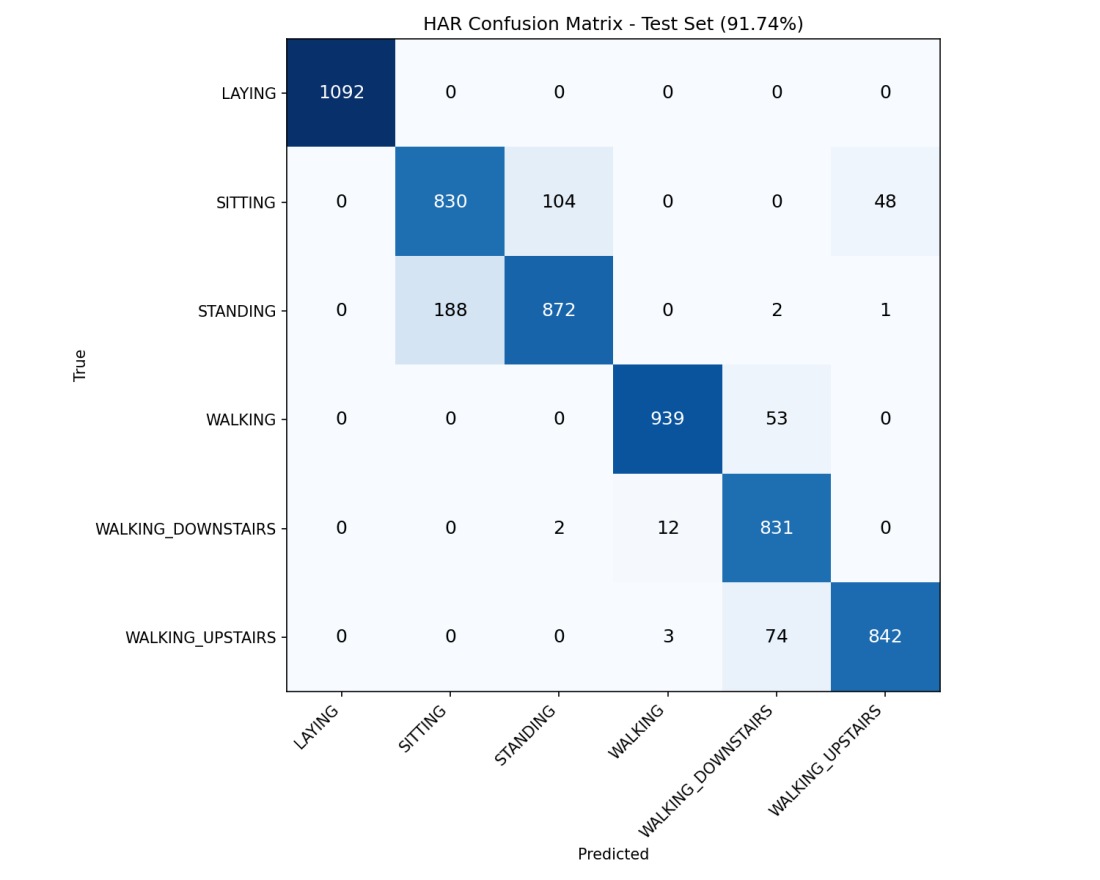 HAR Confusion Matrix - Test Set (91.74%)
LAYING 1092 0 0 0 0 0
SITTING 0 830 104 0 0 48
STANDING 0 188 872 0 2 1
WALKING 0 0 0 939 53 0
WALKING_DOWNSTAIRS 0 0 2 12 831 0
WALKING_UPSTAIRS 0 0 0 3 74 842
True
LAYING SITTING STANDING WALKING WALKING_DOWNSTAIRS WALKING_UPSTAIRS
Predicted